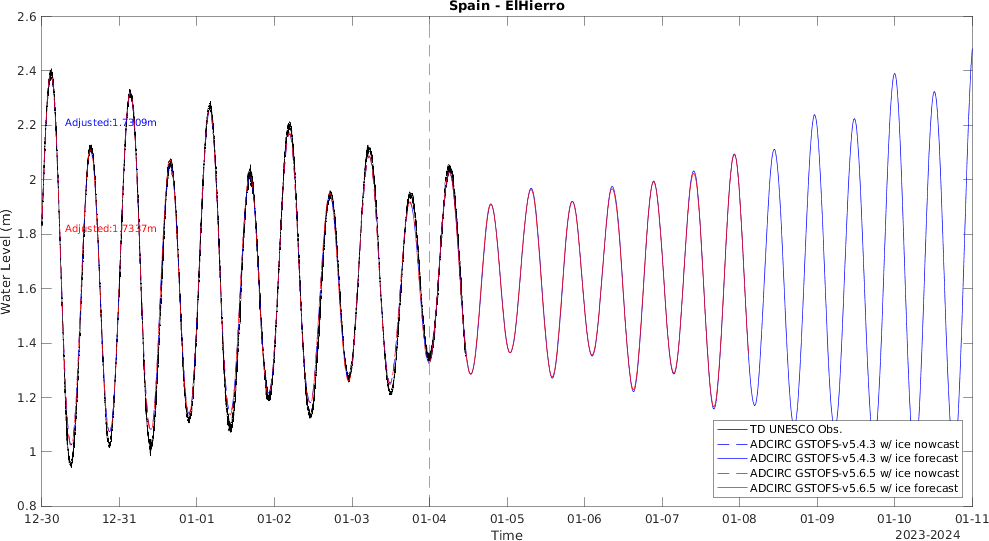 Spain - ElHierro
2.6
2.4
2.2
2
1.8
1.6
1.4
1.2
1
0.8
Water Level (m)
Adjusted:1.7309m
Adjusted:1.7337m
TD UNESCO Obs.
ADCIRC GSTOFS-v5.4.3 w/ ice nowcast
ADCIRC GSTOFS-v5.4.3 w/ ice forecast
ADCIRC GSTOFS-v5.6.5 w/ ice nowcast
ADCIRC GSTOFS-v5.6.5 w/ ice forecast
12-30 12-31 01-01 01-02 01-03 01-04 01-05 01-06 01-07 01-08 01-09 01-10 01-11
Time
2023-2024